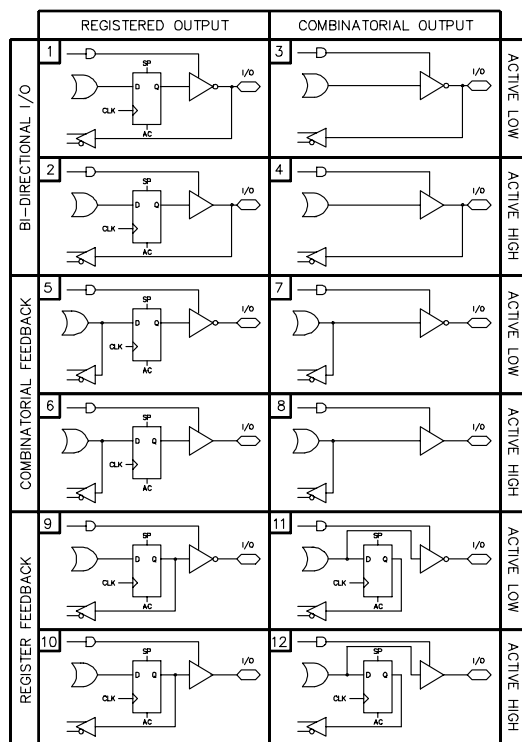 REGISTERED OUTPUT
COMBINATORIAL OUTPUT
BI-DIRECTIONAL I/O
COMBINATORIAL FEEDBACK
REGISTER FEEDBACK
1
SP
D Q
CLK
AC
I/O
3
I/O
ACTIVE LOW
2
SP
D Q
CLK
AC
I/O
4
I/O
ACTIVE HIGH
5
SP
D Q
CLK
AC
I/O
7
I/O
ACTIVE LOW
6
SP
D Q
CLK
AC
I/O
8
I/O
ACTIVE HIGH
9
SP
D Q
CLK
AC
I/O
11
SP
D Q
CLK
AC
I/O
ACTIVE LOW
10
SP
D Q
CLK
AC
I/O
12
SP
D Q
CLK
AC
I/O
ACTIVE HIGH